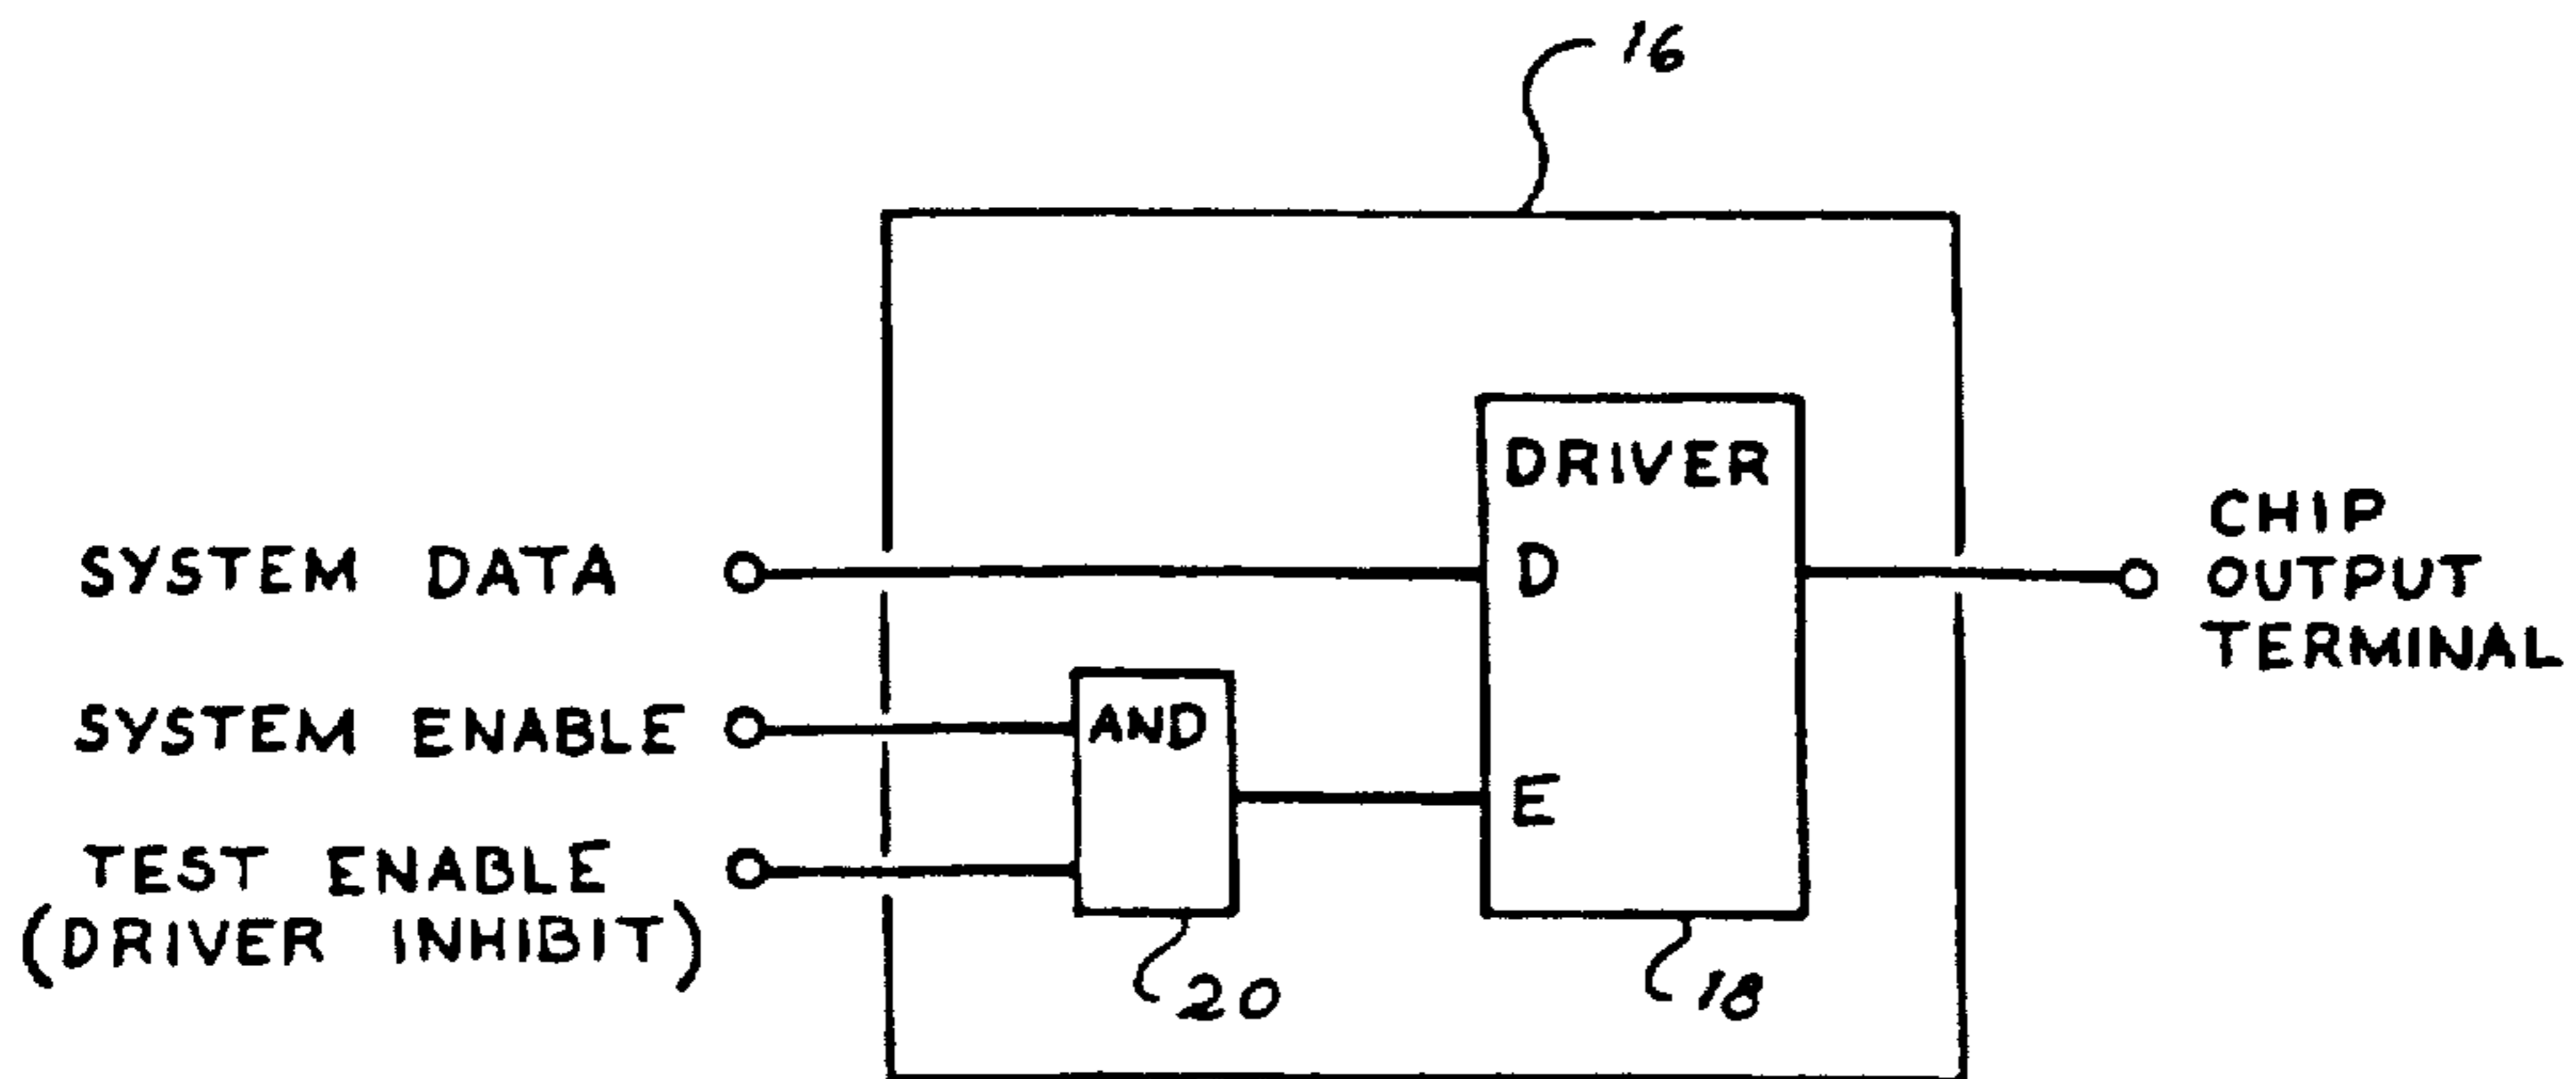 16
DRIVER
SYSTEM DATA
D
CHIP
OUTPUT
TERMINAL
SYSTEM ENABLE
AND
E
TEST ENABLE
(DRIVER INHIBIT)
20
18